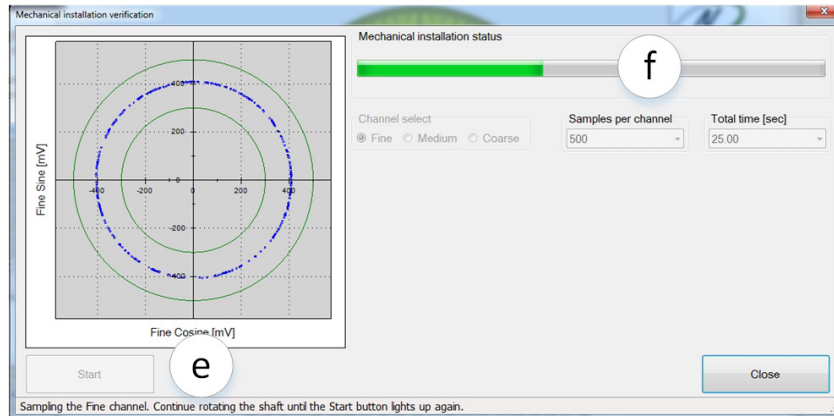 Mechanical installation verification
Mechanical installation status
f
Channel select
Fine Medium Coarse
Samples per channel
500
Total time [sec]
25.00
Fine Sine [mV]
400
200
-400 -200 0 200 400
-200
-400
Fine Cosine [mV]
e
Start
Close
Sampling the Fine channel. Continue rotating the shaft until the Start button lights up again.